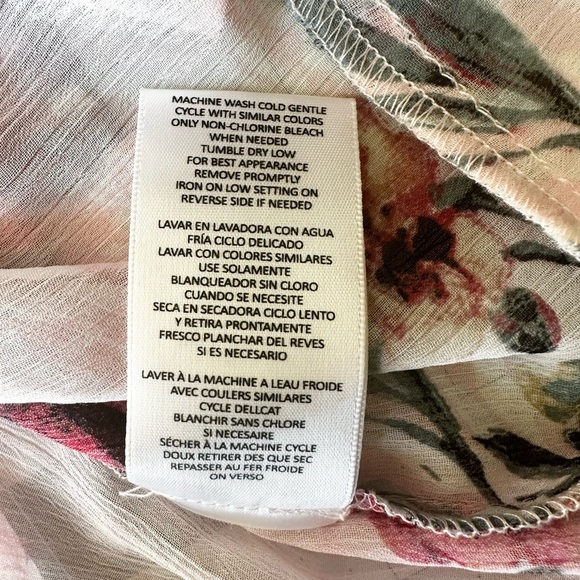 MACHINE WASH COLD GENTLE
CYCLE WITH SIMILAR COLORS
ONLY NON-CHLORINE BLEACH
WHEN NEEDED
TUMBLE DRY LOW
FOR BEST APPEARANCE
REMOVE PROMPTLY
IRON ON LOW SETTING ON
REVERSE SIDE IF NEEDED
LAVAR EN LAVADORA CON AGUA
FRÍA CICLO DELICADO
LAVAR CON COLORES SIMILARES
USE SOLAMENTE
BLANQUEADOR SIN CLORO
CUANDO SE NECESITE
SECA EN SECADORA CICLO LENTO
Y RETIRA PRONTAMENTE
FRESCO PLANCHAR DEL REVES
SI ES NECESARIO
LAVER À LA MACHINE A LEAU FROIDE
AVEC COULERS SIMILARES
CYCLE DELLCAT
BLANCHIR SANS CHLORE
SI NECESAIRE
SÉCHER À LA MACHINE CYCLE
DOUX RETIRER DES QUE SEC
REPASSER AU FER FROIDE
ON VERSO